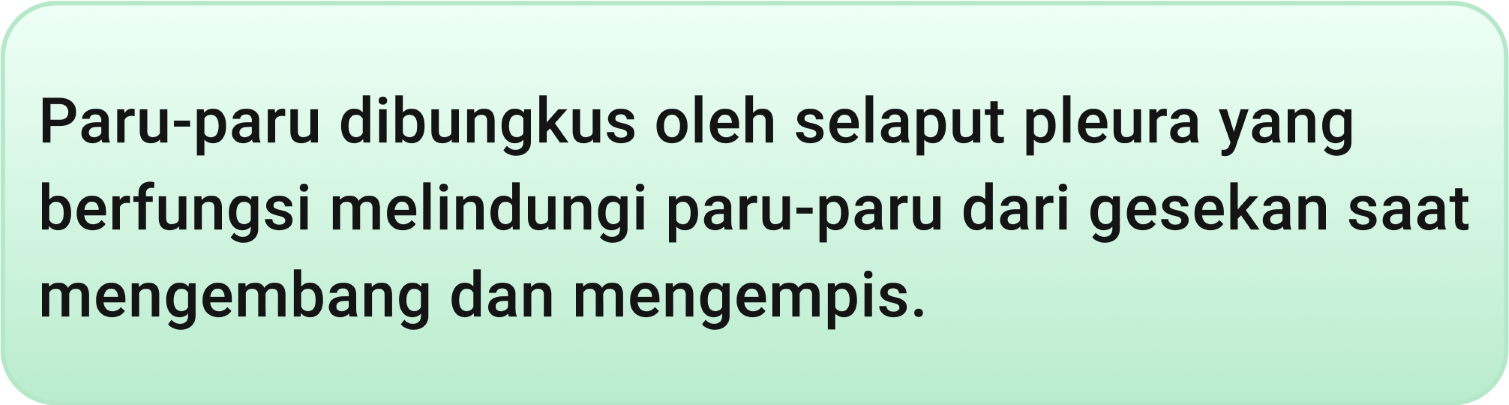 Paru-paru dibungkus oleh selaput pleura yang
berfungsi melindungi paru-paru dari gesekan saat
mengembang dan mengempis.